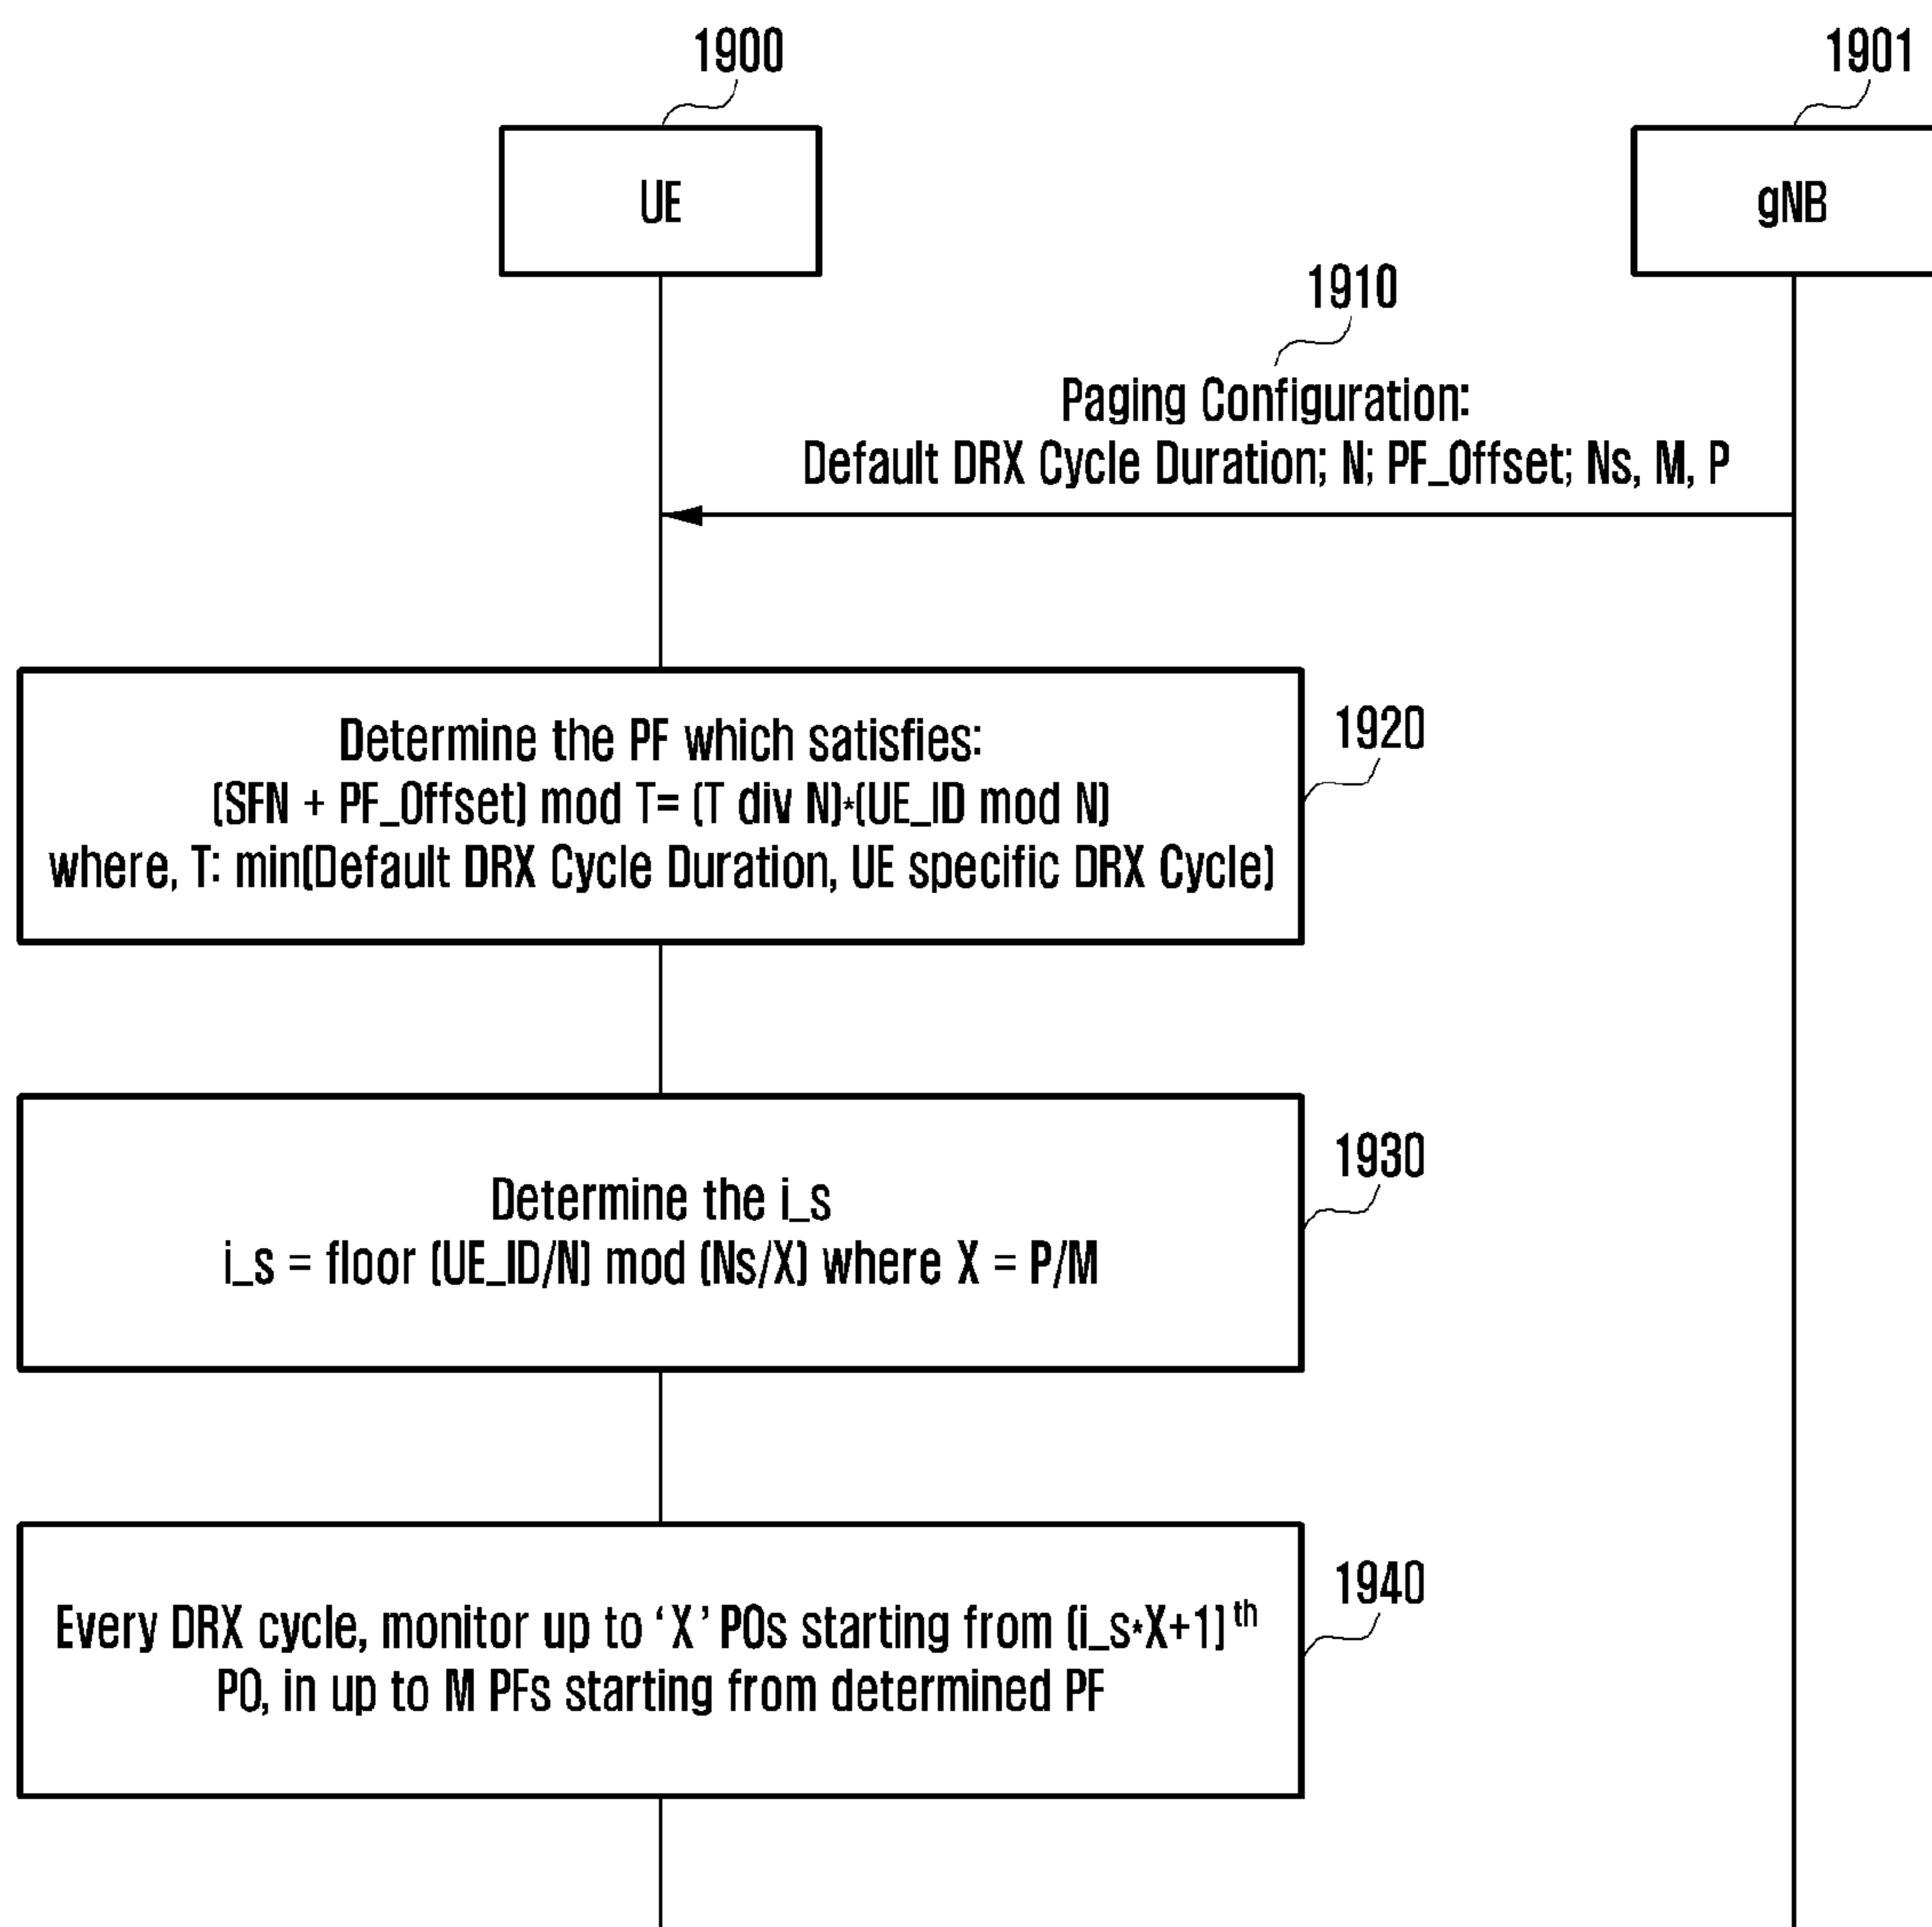 1900
1901
UE
gNB
1910
Paging Configuration:
Default DRX Cycle Duration; N; PF_Offset; Ns, M, P
Determine the PF which satisfies:
(SFN + PF_Offset) mod T= (T div N)*(UE_ID mod N)
where, T: min(Default DRX Cycle Duration, UE specific DRX Cycle)
1920
Determine the i_s
i_s = floor (UE_ID/N) mod (Ns/X) where X = P/M
1930
Every DRX cycle, monitor up to ‘X’ POs starting from (i_s*X+1)th
PO, in up to M PFs starting from determined PF
1940